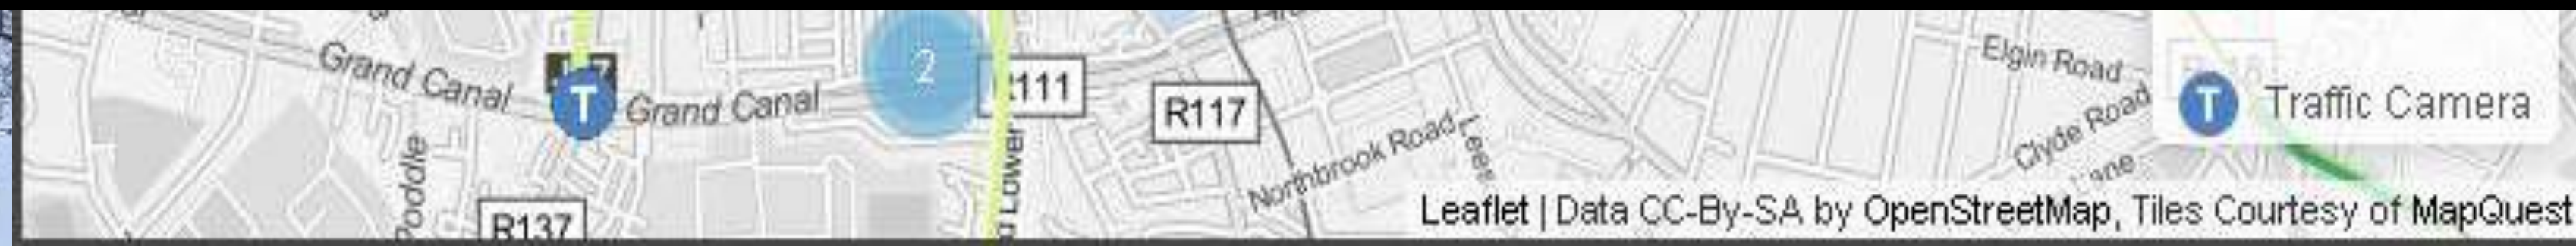 Grand Canal
T
Grand Canal
2
R111
R117
Northbrook Road
Lees
Elgin Road
Clyde Road
T Traffic Camera
Poddle
Lower
R137
Leaflet | Data CC-By-SA by OpenStreetMap, Tiles Courtesy of MapQuest